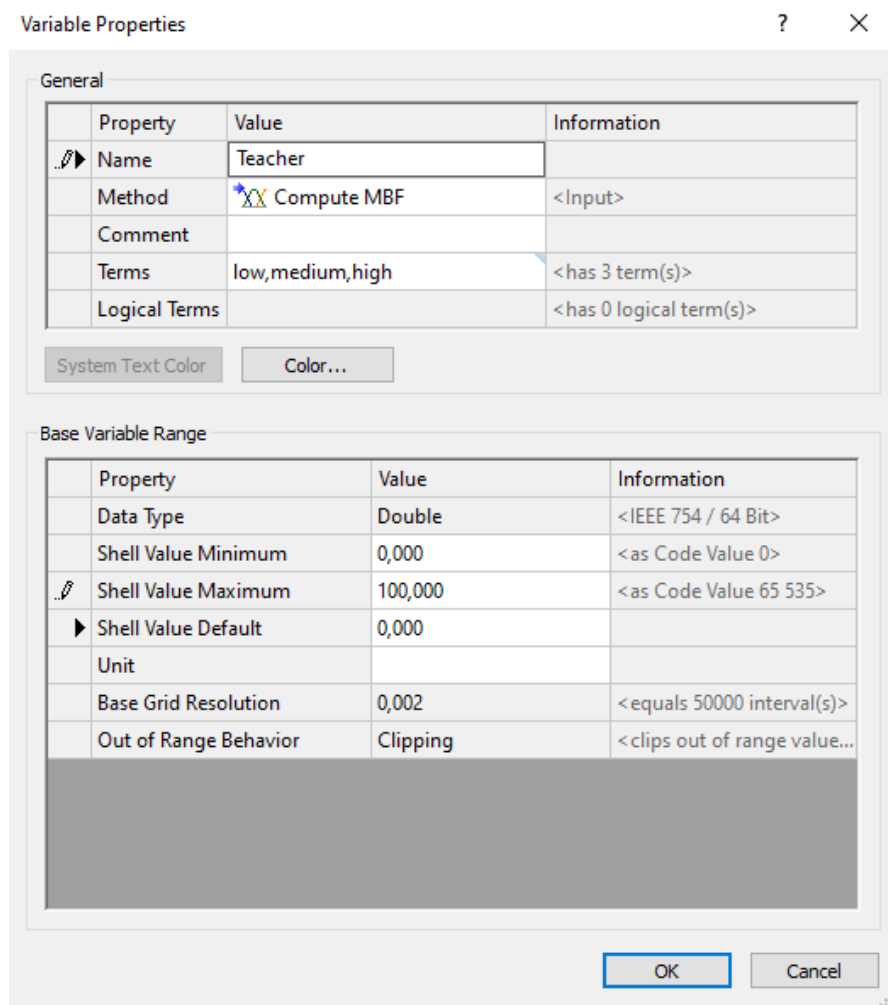 Variable Properties ? ×
General
Property Value Information
Name Teacher
Method Compute MBF <Input>
Comment
Terms low,medium,high <has 3 term(s)>
Logical Terms <has 0 logical term(s)>
System Text Color Color...
Base Variable Range
Property Value Information
Data Type Double <IEEE 754 / 64 Bit>
Shell Value Minimum 0,000 <as Code Value 0>
Shell Value Maximum 100,000 <as Code Value 65 535>
Shell Value Default 0,000
Unit
Base Grid Resolution 0,002 <equals 50000 interval(s)>
Out of Range Behavior Clipping <clips out of range value...
OK Cancel